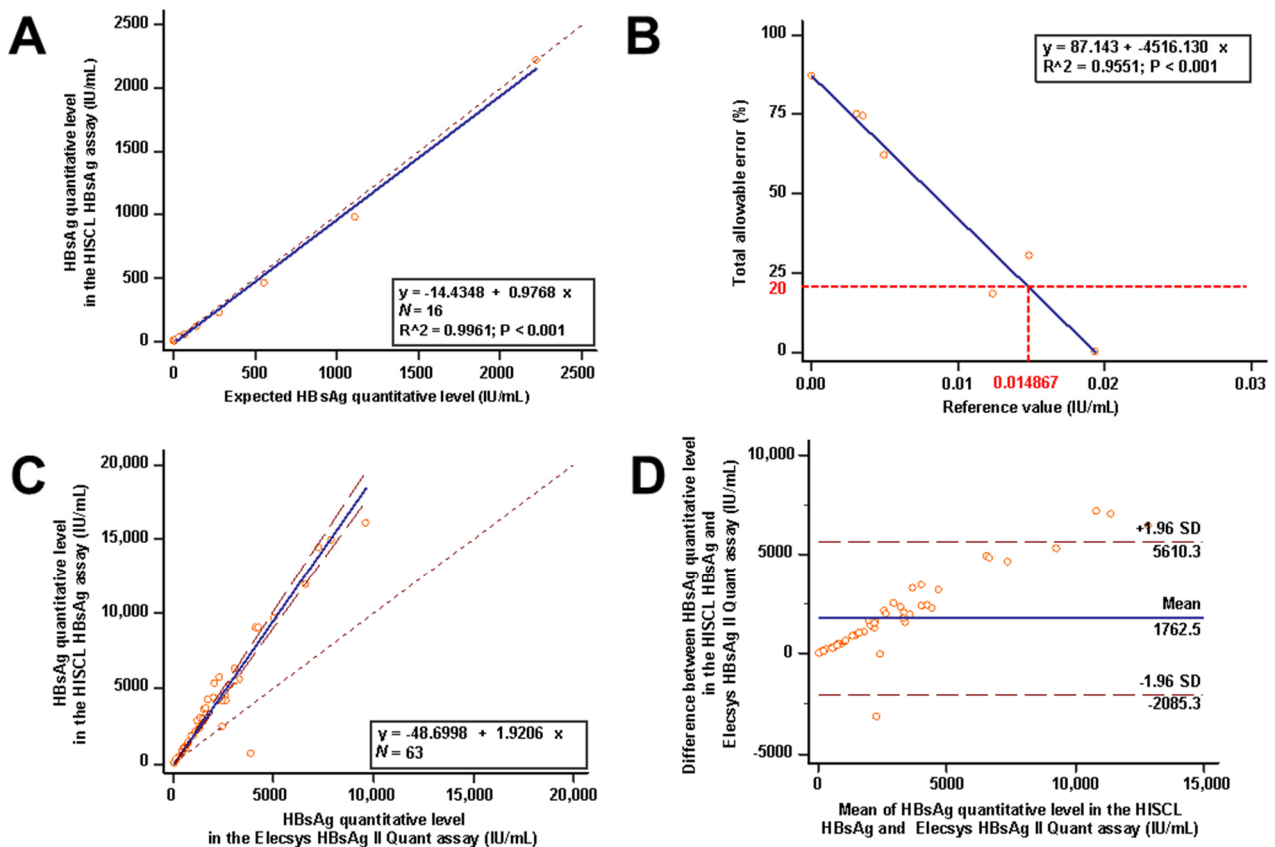 A
HBsAg quantitative level
in the HISCL HBsAg assay (IU/mL)
2500
2000
1500
1000
500
0
y = -14.4348 + 0.9768 x
N = 16
R^2 = 0.9961; P < 0.001
0 500 1000 1500 2000 2500
Expected HBsAg quantitative level (IU/mL)
B
Total allowable error (%)
100
75
50
25
20
0
y = 87.143 + -4516.130 x
R^2 = 0.9551; P < 0.001
0.00 0.01 0.014867 0.02 0.03
Reference value (IU/mL)
C
HBsAg quantitative level
in the HISCL HBsAg assay (IU/mL)
20,000
15,000
10,000
5000
0
y = -48.6998 + 1.9206 x
N = 63
0 5000 10,000 15,000 20,000
HBsAg quantitative level
in the Elecsys HBsAg II Quant assay (IU/mL)
D
Difference between HBsAg quantitative level
in the HISCL HBsAg and
Elecsys HBsAg II Quant assay (IU/mL)
10,000
5000
0
-5000
+1.96 SD
5610.3
Mean
1762.5
-1.96 SD
-2085.3
0 5000 10,000 15,000
Mean of HBsAg quantitative level in the HISCL
HBsAg and Elecsys HBsAg II Quant assay (IU/mL)